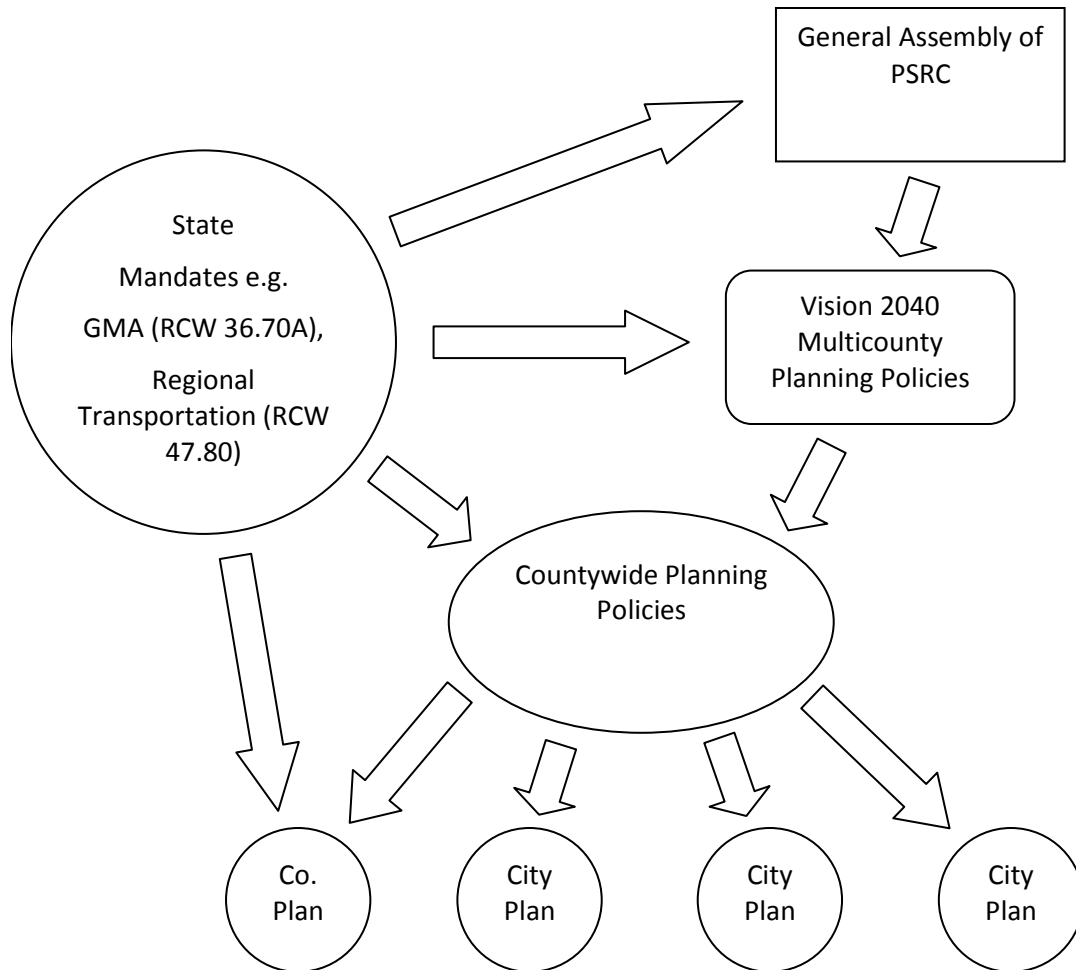 General Assembly of
PSRC
State
Mandates e.g.
GMA (RCW 36.70A),
Regional
Transportation (RCW
47.80)
Vision 2040
Multicounty
Planning Policies
Countywide Planning
Policies
Co.
Plan
City
Plan
City
Plan
City
Plan